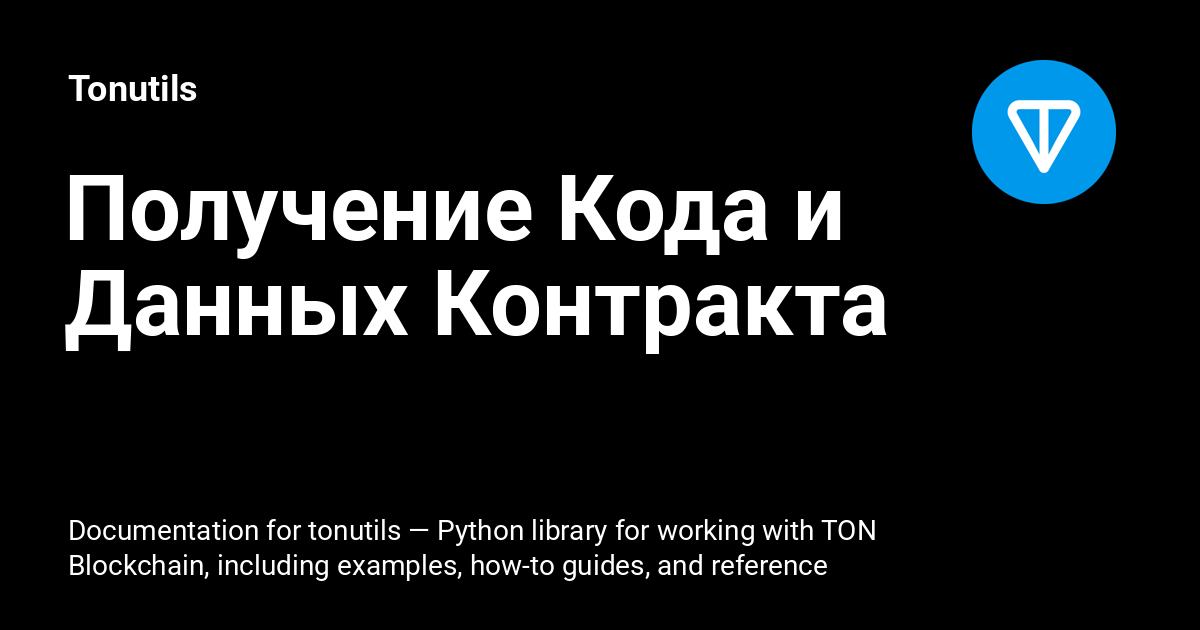 Tonutils
Получение Кода и
Данных Контракта
Documentation for tonutils — Python library for working with TON
Blockchain, including examples, how-to guides, and reference